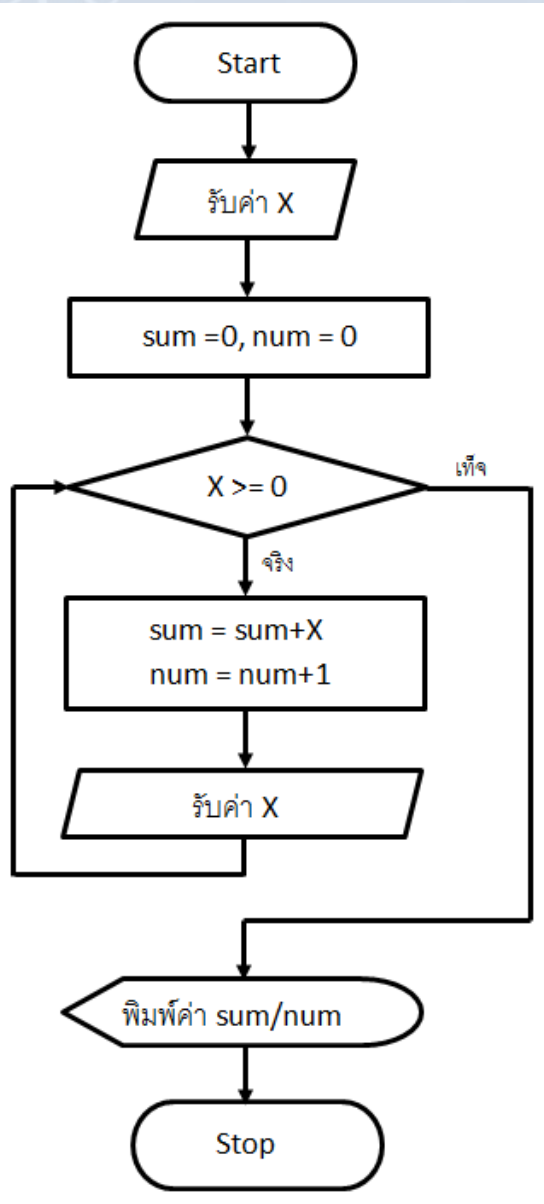 Start
รับค่า X
sum =0, num = 0
X >= 0
เท็จ
จริง
sum = sum+X
num = num+1
รับค่า X
พิมพ์ค่า sum/num
Stop